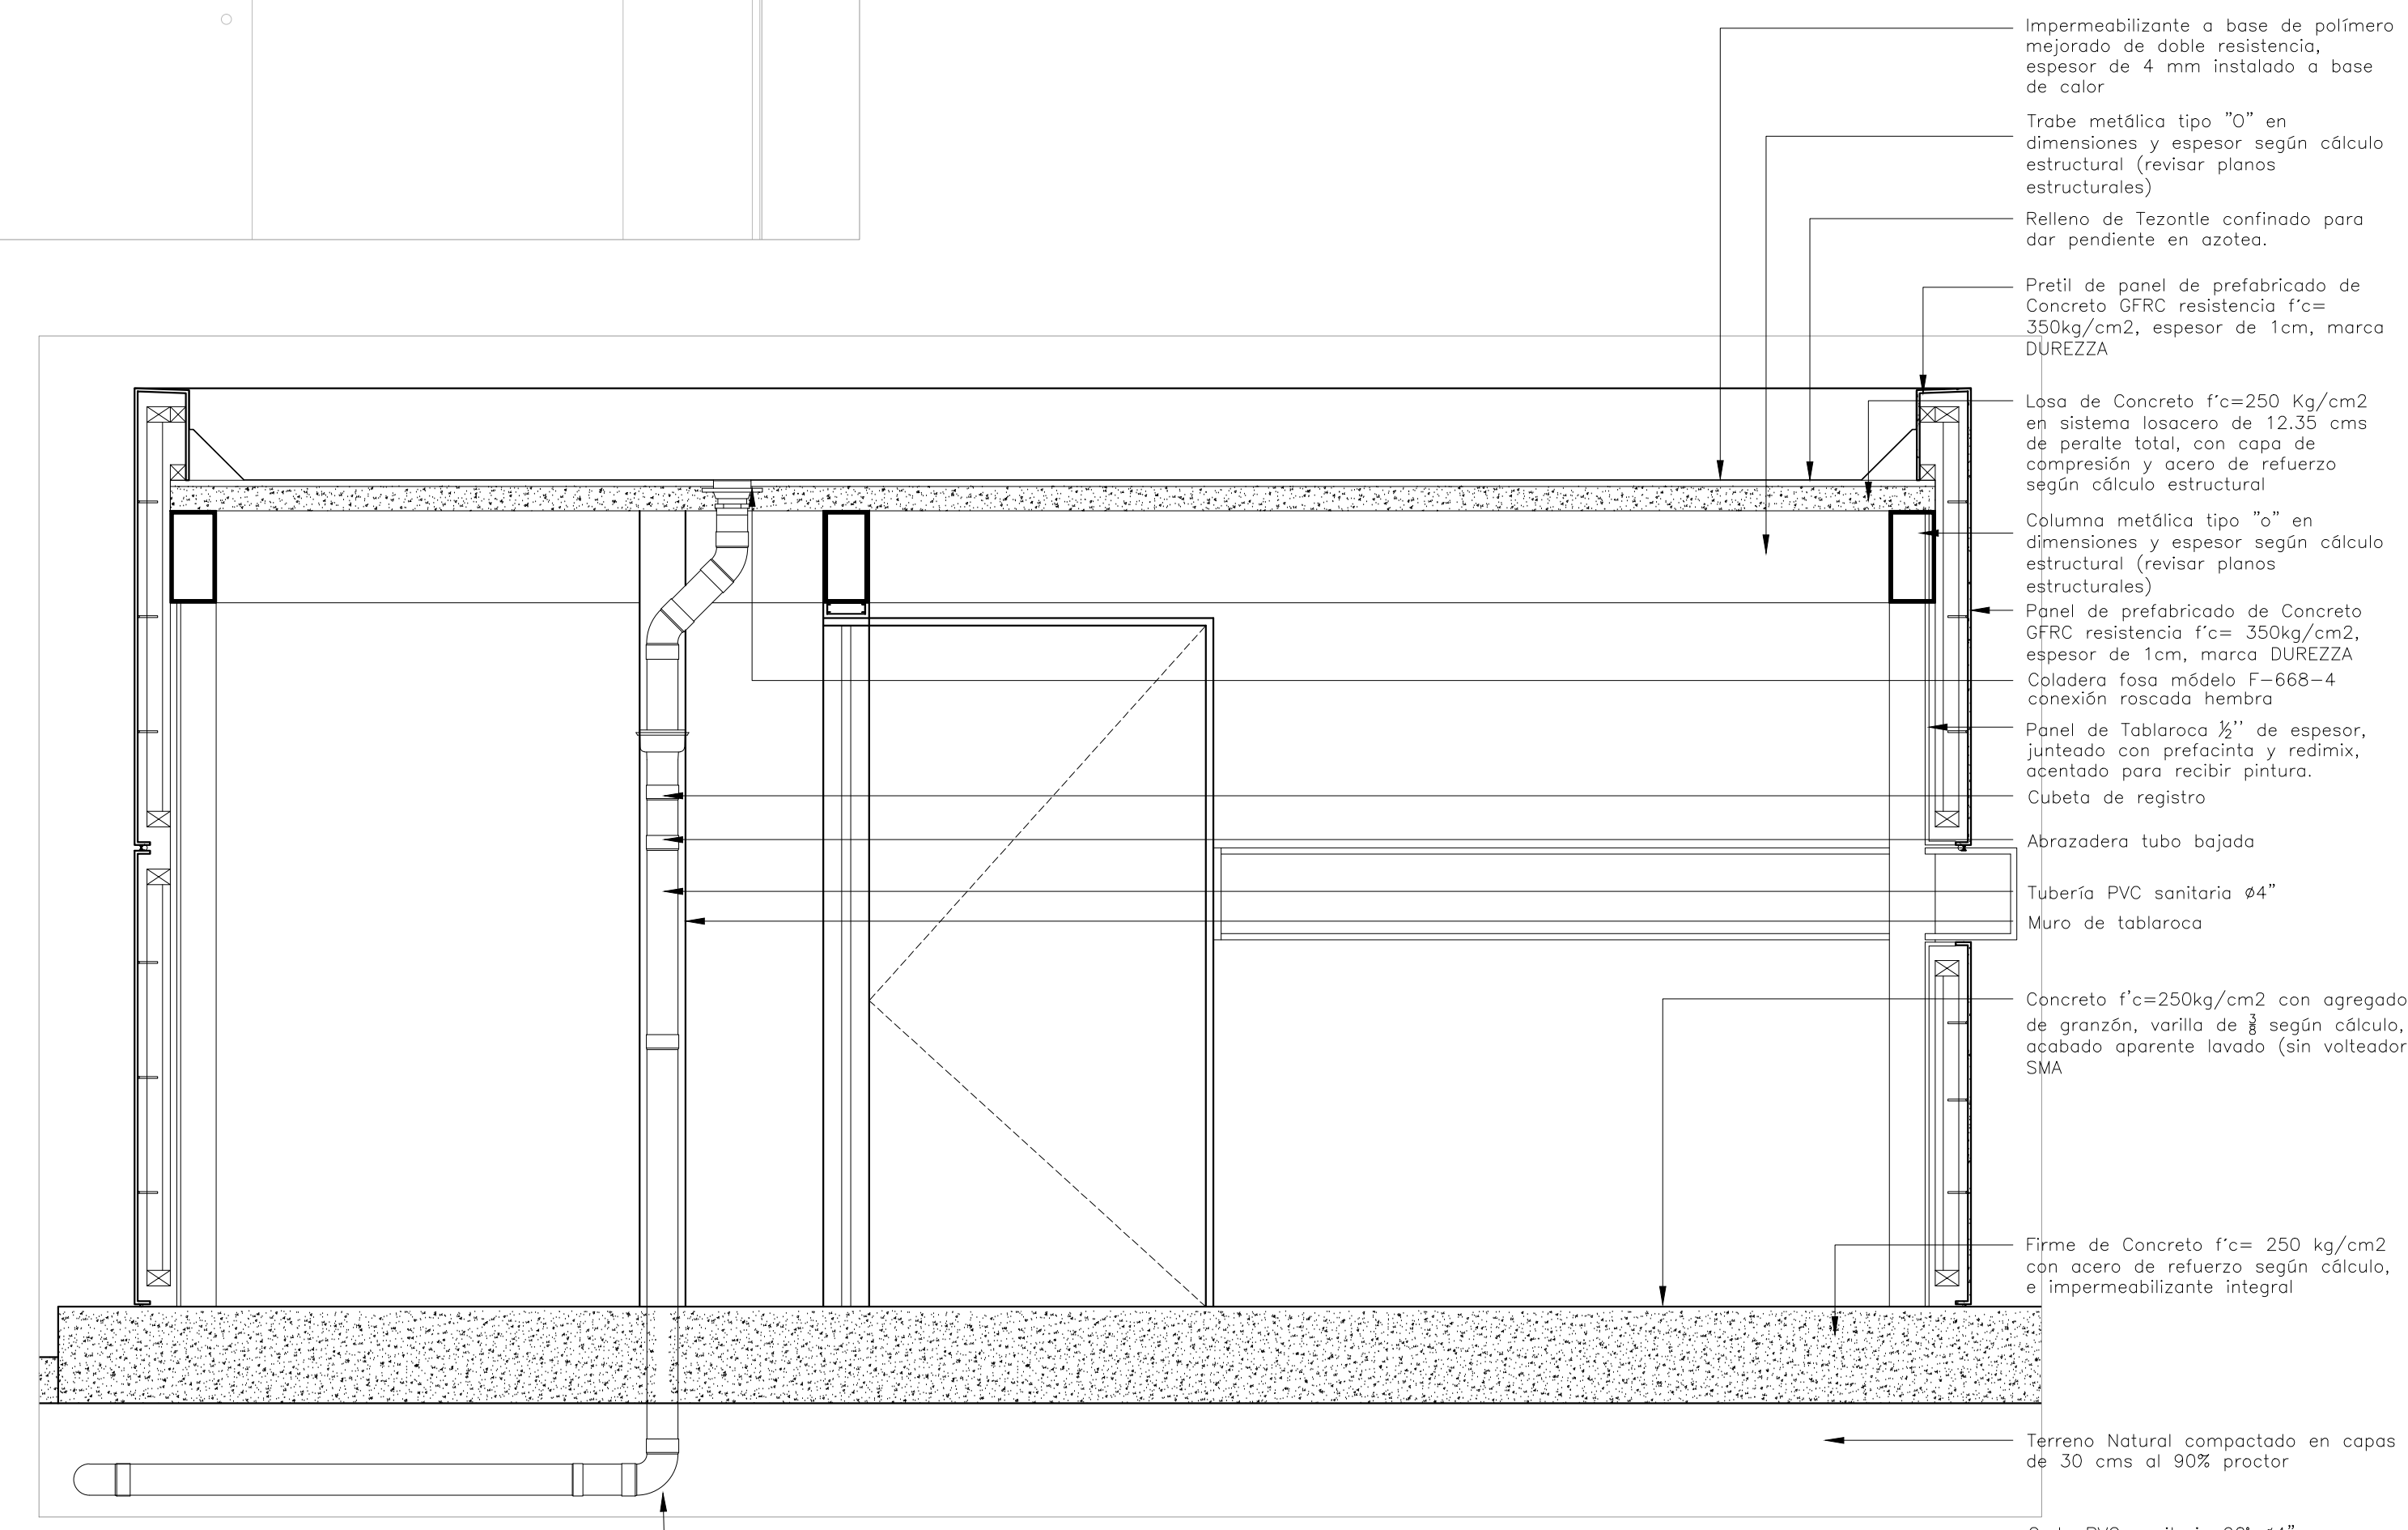 Impermeabilizante a base de polímero
mejorado de doble resistencia,
espesor de 4 mm instalado a base
de calor
Trabe metálica tipo "O" en
dimensiones y espesor según cálculo
estructural (revisar planos
estructurales)
Relleno de Tezontle confinado para
dar pendiente en azotea.
Pretil de panel de prefabricado de
Concreto GFRC resistencia f´c=
350kg/cm2, espesor de 1cm, marca
DUREZZA
Losa de Concreto f´c=250 Kg/cm2
en sistema losacero de 12.35 cms
de peralte total, con capa de
compresión y acero de refuerzo
según cálculo estructural
Columna metálica tipo "o" en
dimensiones y espesor según cálculo
estructural (revisar planos
estructurales)
Panel de prefabricado de Concreto
GFRC resistencia f´c= 350kg/cm2,
espesor de 1cm, marca DUREZZA
Coladera fosa módelo F-668-4
conexión roscada hembra
Panel de Tablaroca ½'' de espesor,
junteado con prefacinta y redimix,
acentado para recibir pintura.
Cubeta de registro
Abrazadera tubo bajada
Tubería PVC sanitaria ø4"
Muro de tablaroca
Concreto f'c=250kg/cm2 con agregado
de granzón, varilla de ⅜ según cálculo,
acabado aparente lavado (sin volteador
SMA
Firme de Concreto f´c= 250 kg/cm2
con acero de refuerzo según cálculo,
e impermeabilizante integral
Terreno Natural compactado en capas
de 30 cms al 90% proctor